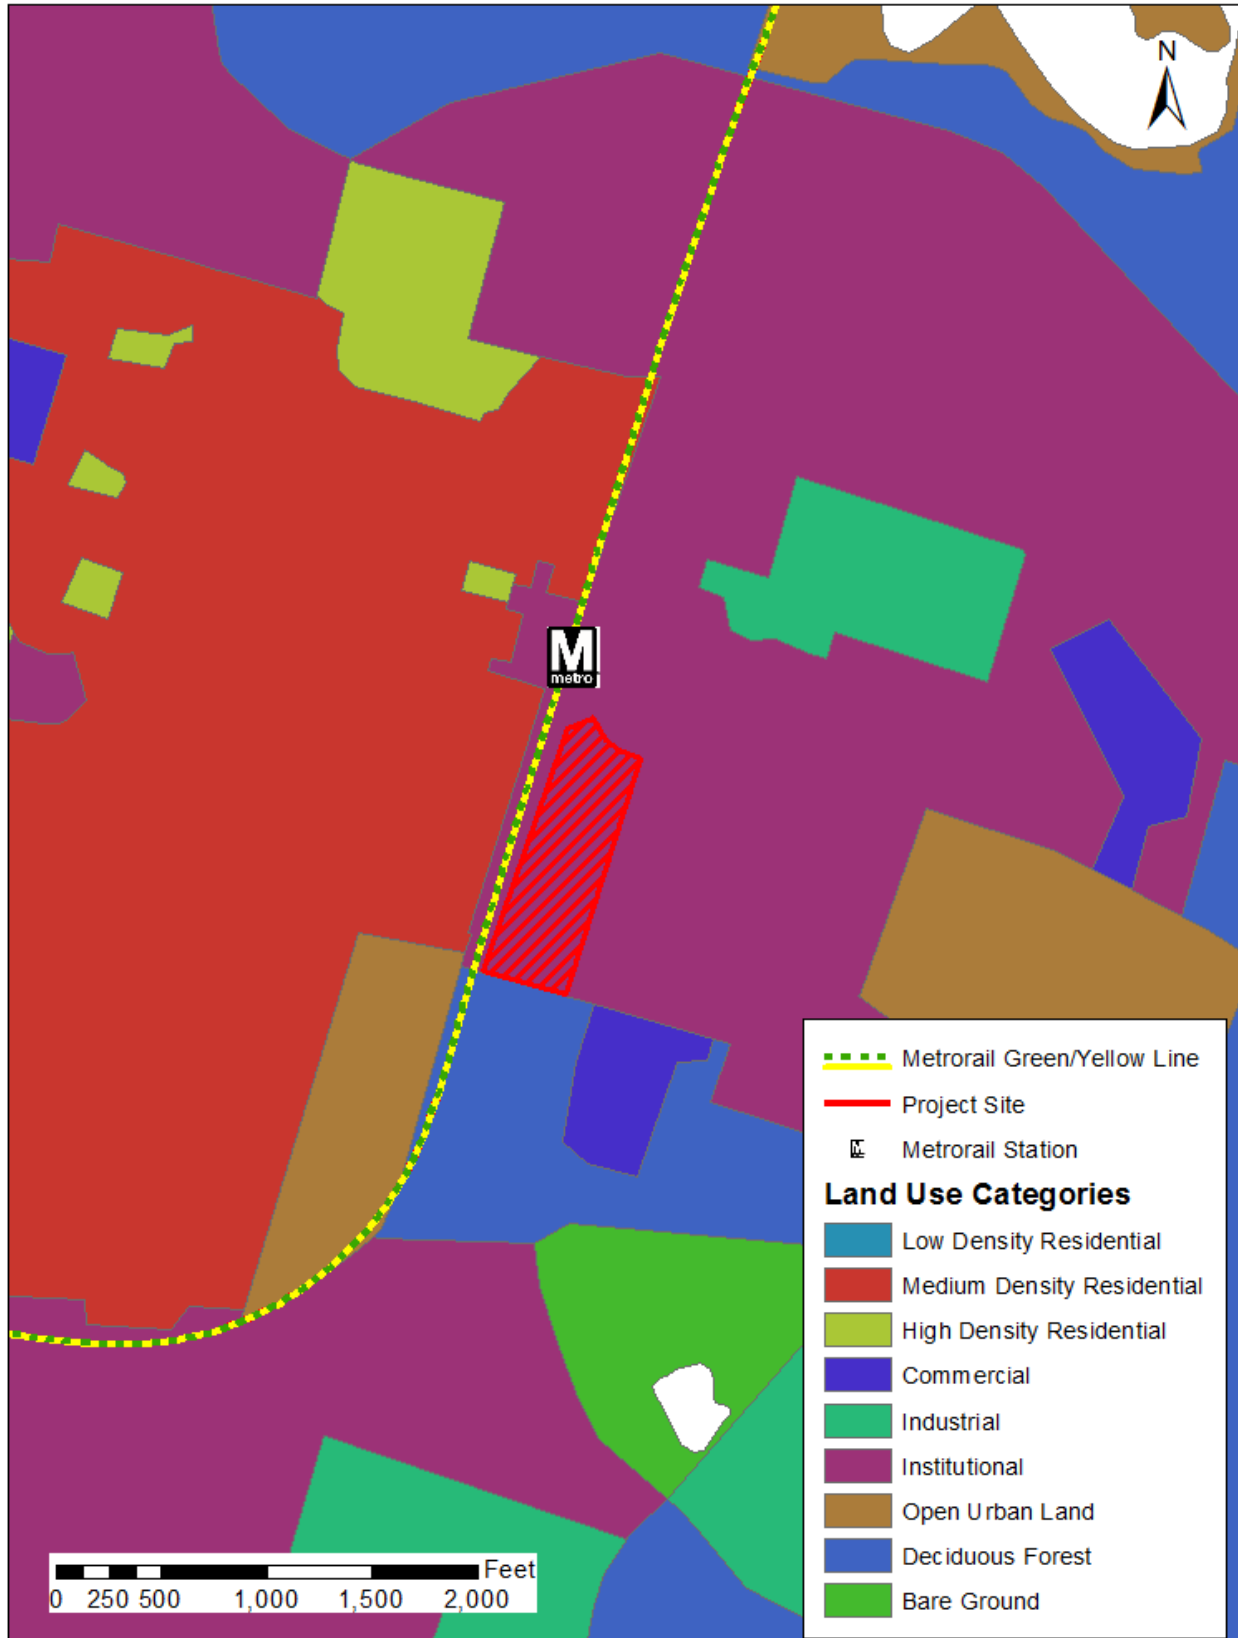 N
M
metro
Metrorail Green/Yellow Line
Project Site
M
Metrorail Station
Land Use Categories
Low Density Residential
Medium Density Residential
High Density Residential
Commercial
Industrial
Institutional
Open Urban Land
Deciduous Forest
Bare Ground
Feet
0 250 500 1,000 1,500 2,000